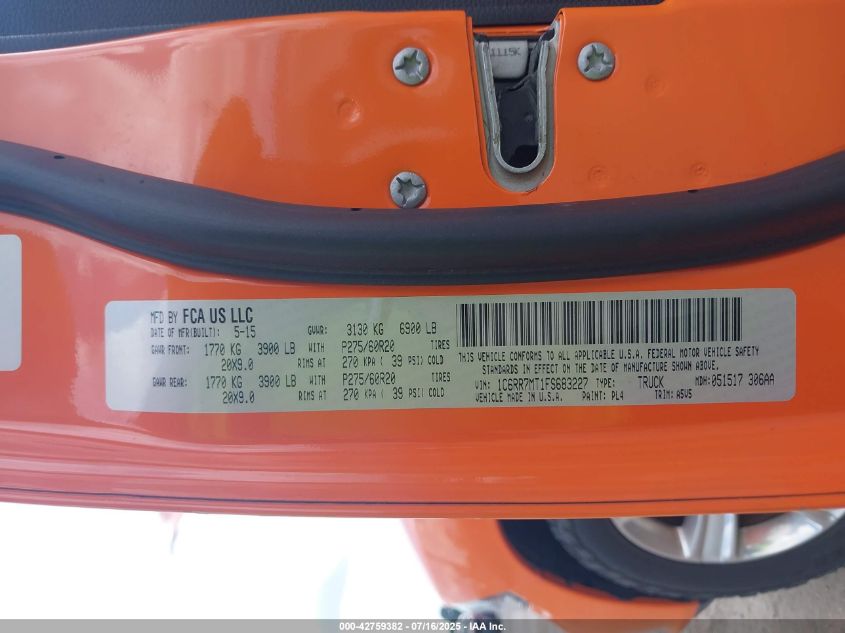 1115K
MFD BY FCA US LLC
DATE OF MFR(BUILT): 5-15 GVWR: 3130 KG 6900 LB
GAWR FRONT: 1770 KG 3900 LB WITH P275/60R20 TIRES
20X9.0 RIMS AT 270 KPA ( 39 PSI) COLD
GAWR REAR: 1770 KG 3900 LB WITH P275/60R20 TIRES
20X9.0 RIMS AT 270 KPA ( 39 PSI) COLD
THIS VEHICLE CONFORMS TO ALL APPLICABLE U.S.A. FEDERAL MOTOR VEHICLE SAFETY
STANDARDS IN EFFECT ON THE DATE OF MANUFACTURE SHOWN ABOVE.
VIN: 1C6RR7MT1FS683227 TYPE: TRUCK MDH: 051517 306AA
VEHICLE MADE IN U.S.A. PAINT: PL4 TRIM: A5V5
000-42759382 - 07/16/2025 - IAA Inc.